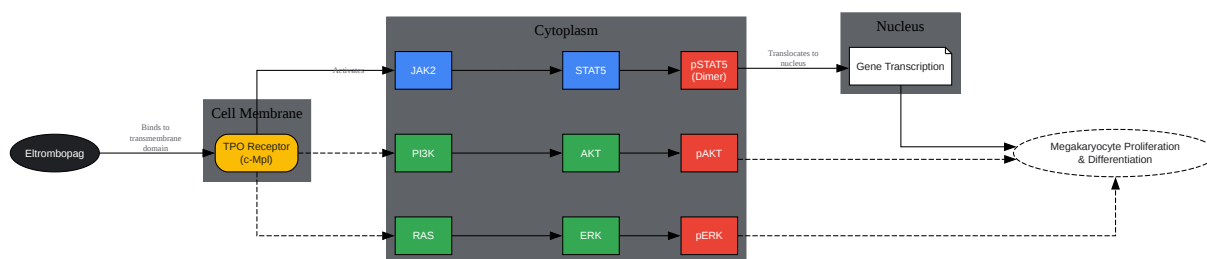 Nucleus
Cytoplasm
Translocates to
nucleus
Activates
JAK2
STAT5
pSTAT5
(Dimer)
Gene Transcription
Cell Membrane
Binds to
transmembrane
domain
Eltrombopag
TPO Receptor
(c-Mpl)
PI3K
AKT
pAKT
Megakaryocyte Proliferation
& Differentiation
RAS
ERK
pERK